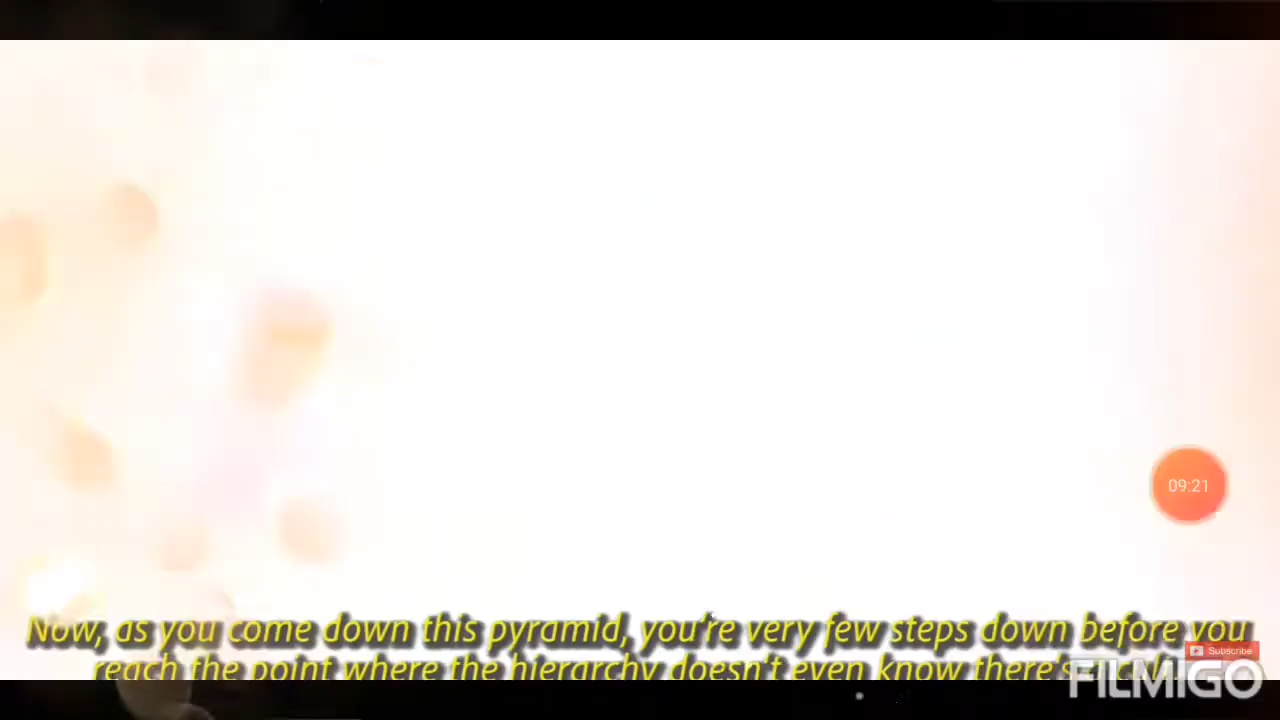 09:21
Now, as you come down this pyramid, you're very few steps down before you
reach the point where the hierarchy doesn't even know there's
Subscribe
FILMIGO